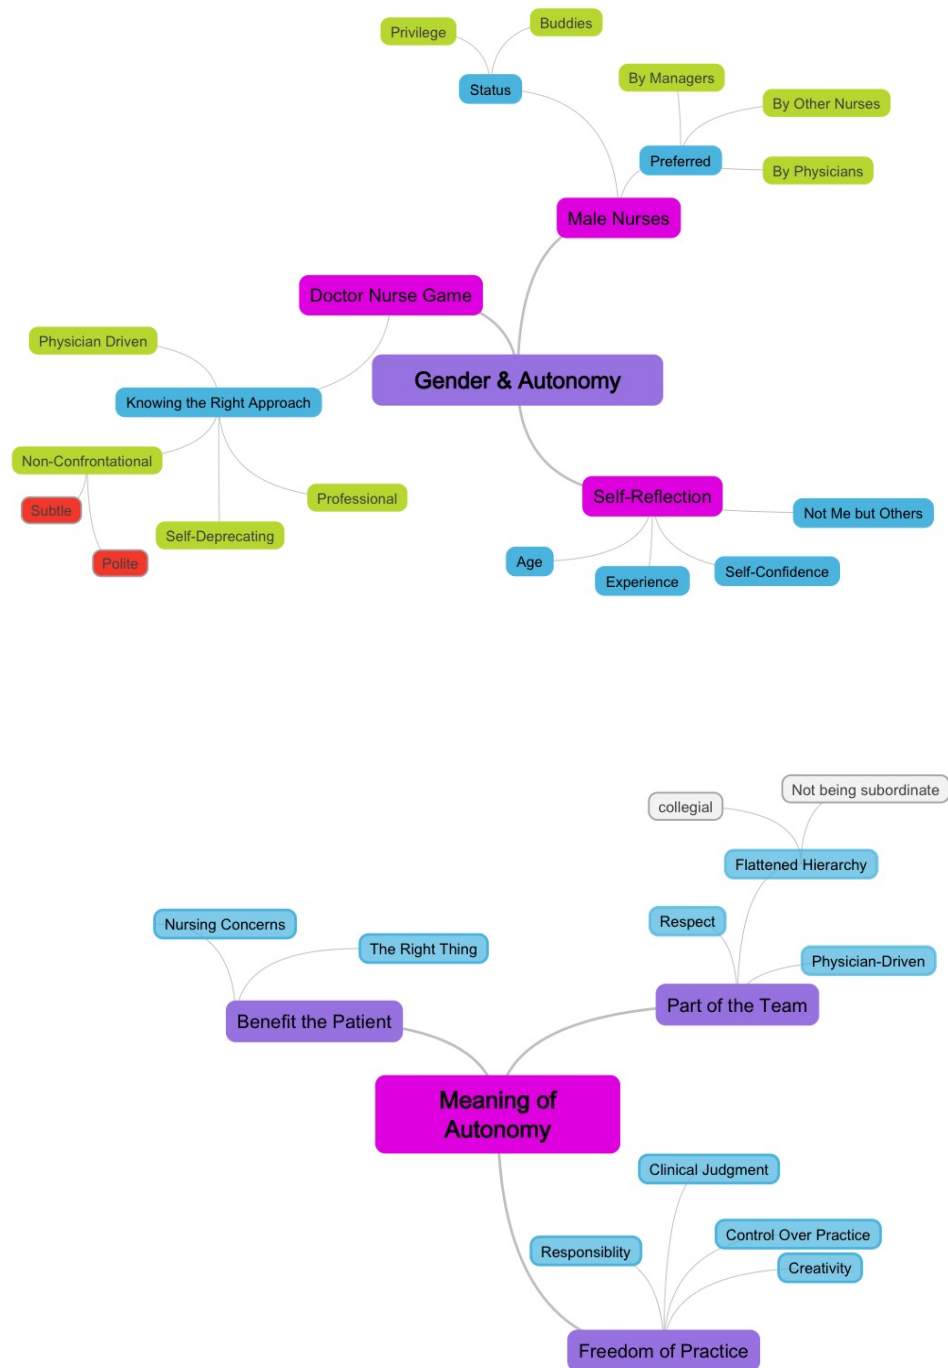 Privilege
Buddies
Status
By Managers
By Other Nurses
Preferred
By Physicians
Male Nurses
Doctor Nurse Game
Physician Driven
Gender & Autonomy
Knowing the Right Approach
Non-Confrontational
Subtle
Professional
Self-Deprecating
Polite
Self-Reflection
Not Me but Others
Age
Experience
Self-Confidence
Not being subordinate
collegial
Flattened Hierarchy
Nursing Concerns
The Right Thing
Respect
Physician-Driven
Benefit the Patient
Part of the Team
Meaning of
Autonomy
Clinical Judgment
Responsiblity
Control Over Practice
Creativity
Freedom of Practice